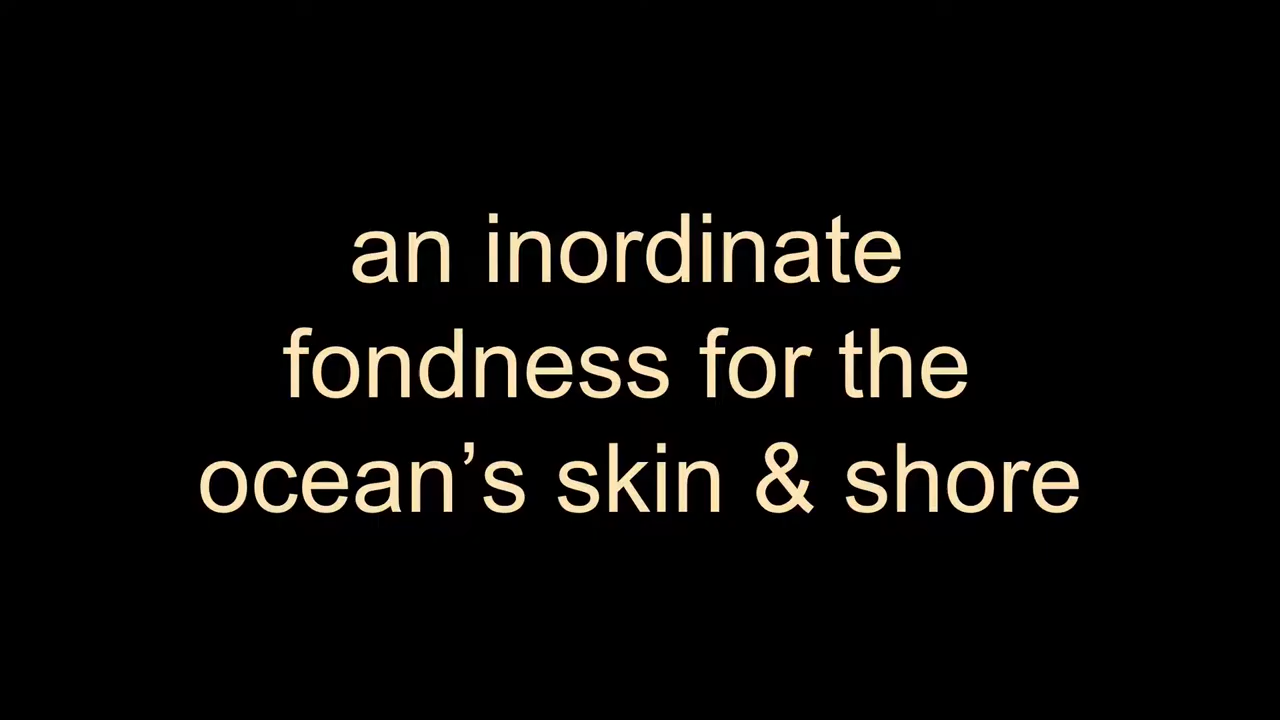 an inordinate
fondness for the
ocean’s skin & shore